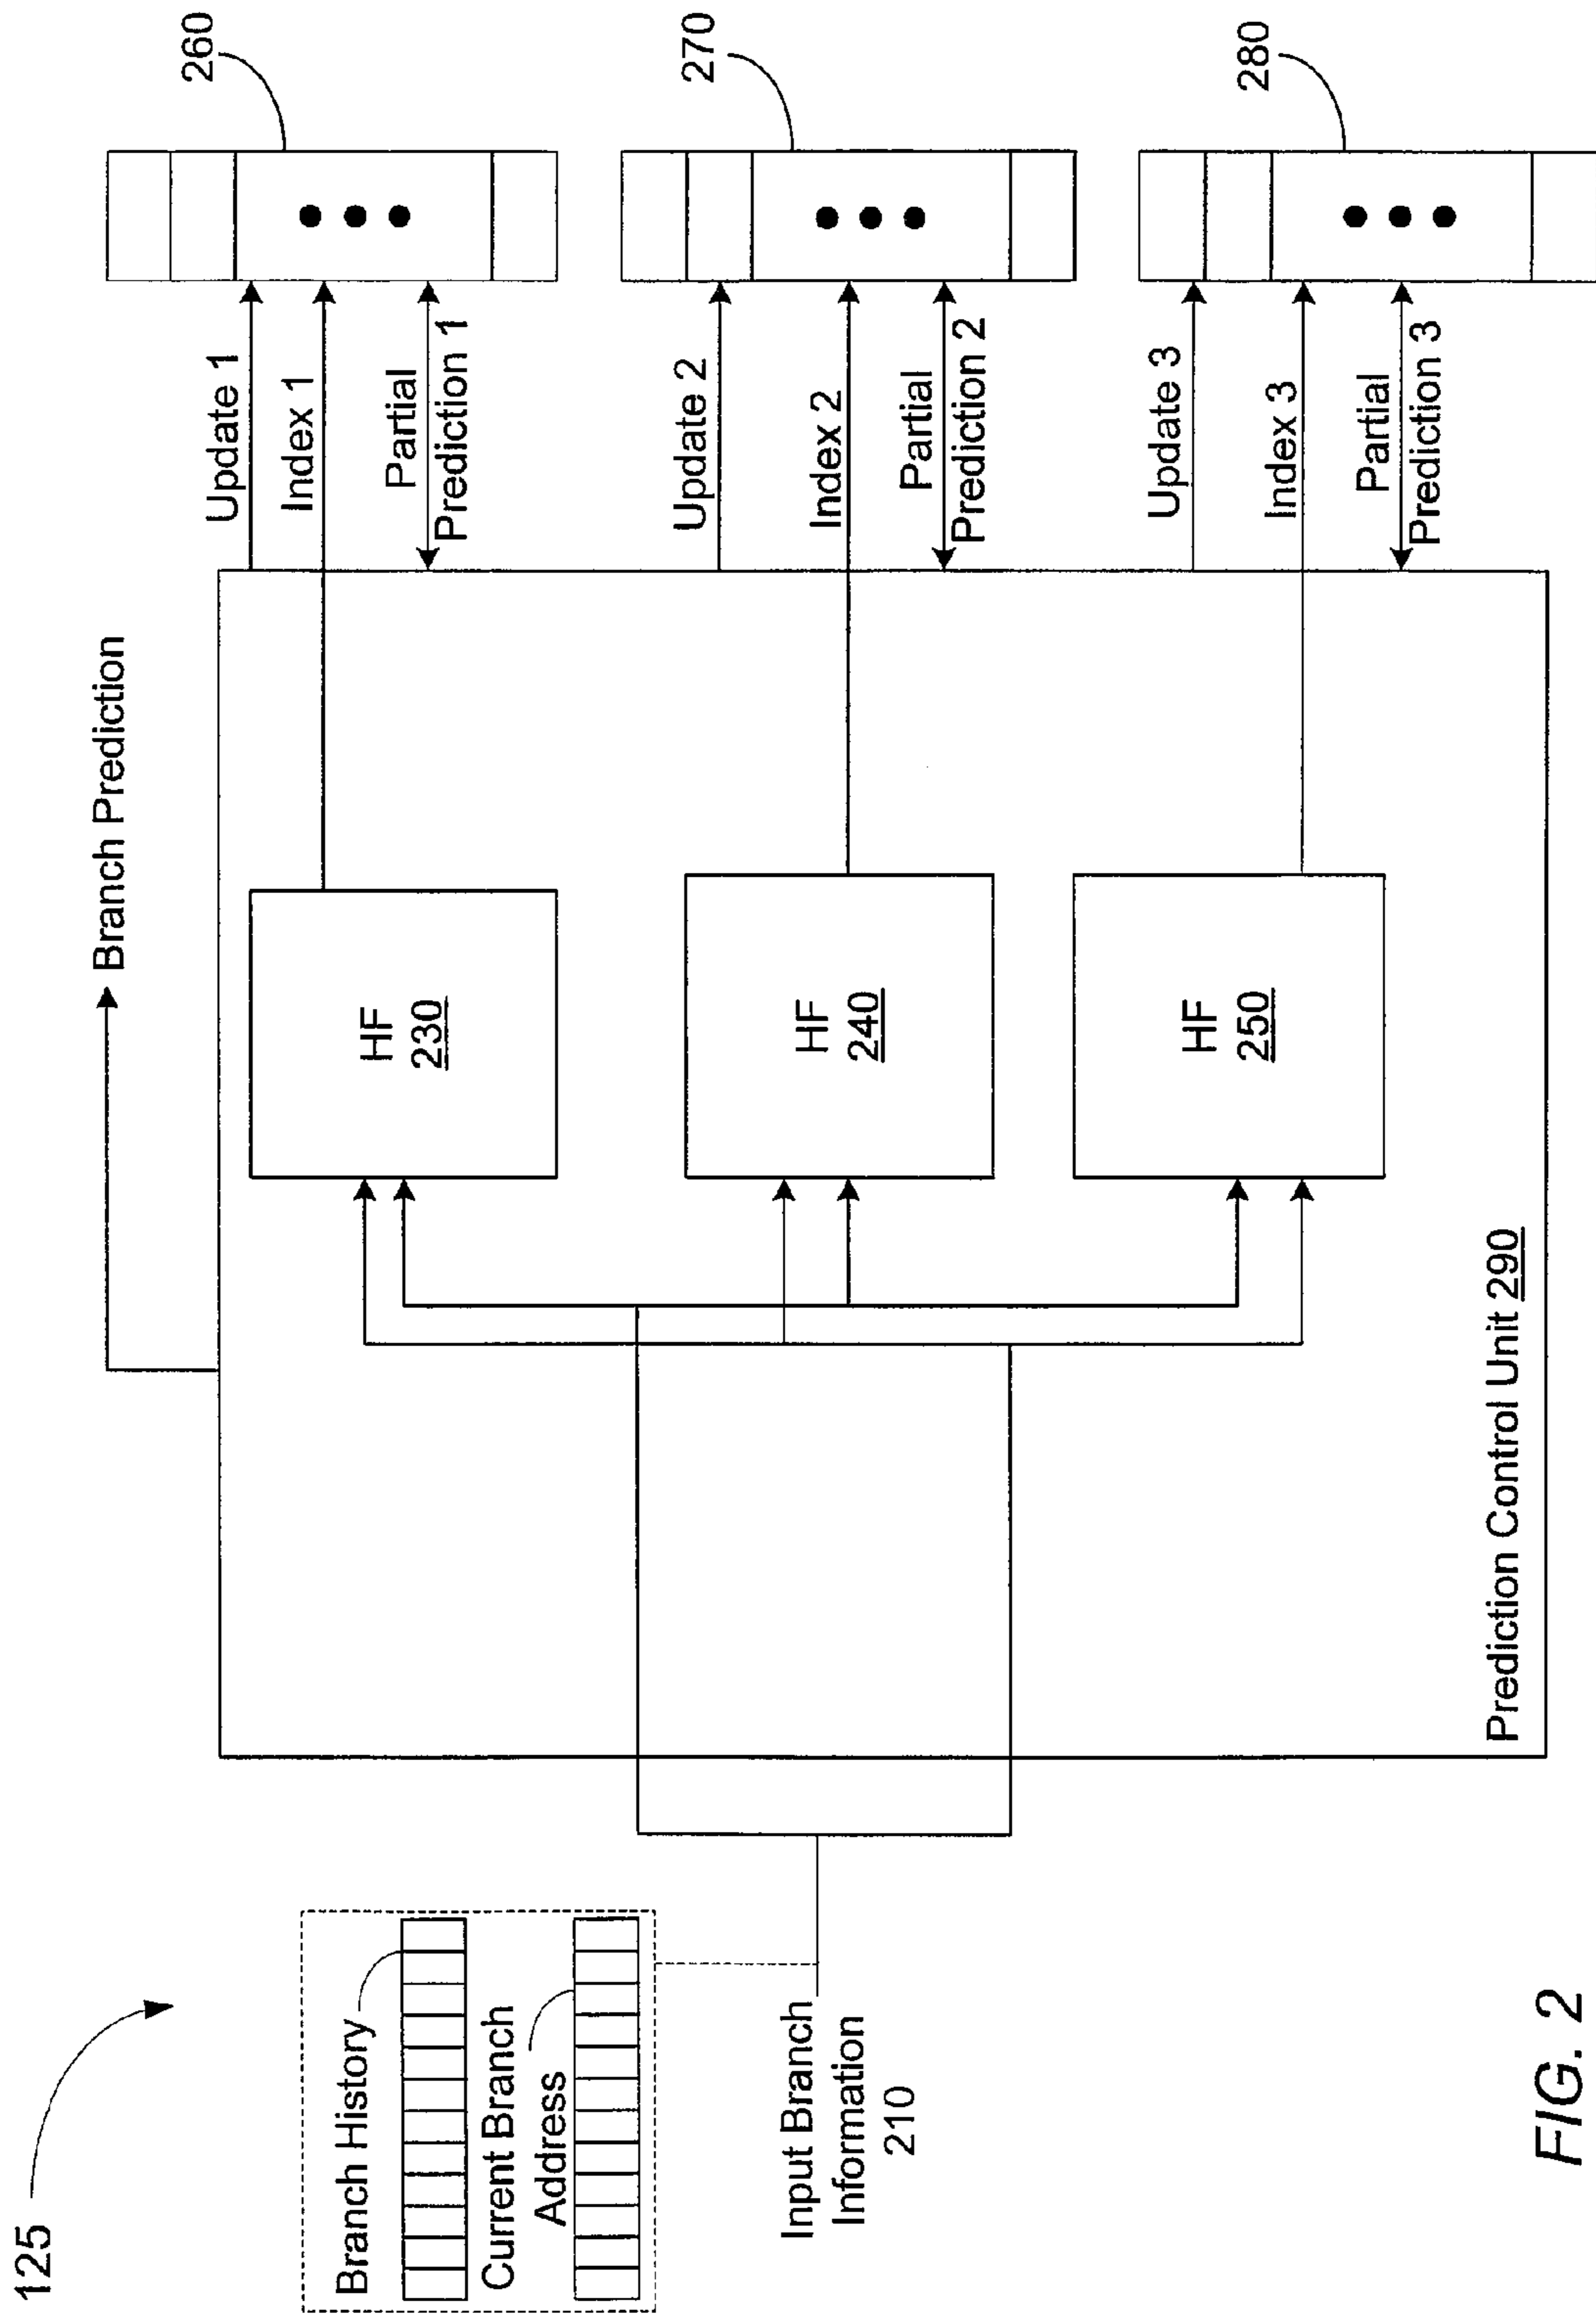 125
Branch History
Current Branch
Address
Input Branch
Information
210
Branch Prediction
HF
230
HF
240
HF
250
Prediction Control Unit 290
Update 1
Index 1
Partial
Prediction 1
Update 2
Index 2
Partial
Prediction 2
Update 3
Index 3
Partial
Prediction 3
260
270
280
FIG. 2